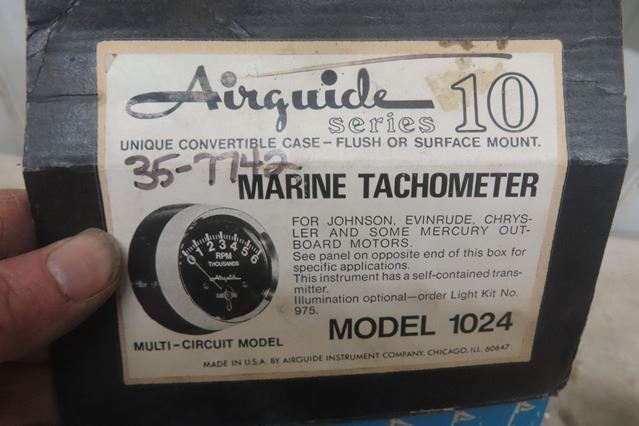 Airguide
series 10
UNIQUE CONVERTIBLE CASE – FLUSH OR SURFACE MOUNT.
35-7742
MARINE TACHOMETER
FOR JOHNSON, EVINRUDE, CHRYS-
LER AND SOME MERCURY OUT-
BOARD MOTORS.
See panel on opposite end of this box for
specific applications.
This instrument has a self-contained trans-
mitter.
Illumination optional—order Light Kit No.
975.
0 1 2 3 4 5 6
RPM
THOUSANDS
Airguide
MULTI-CIRCUIT MODEL
MODEL 1024
MADE IN U.S.A. BY AIRGUIDE INSTRUMENT COMPANY, CHICAGO, ILL. 60647